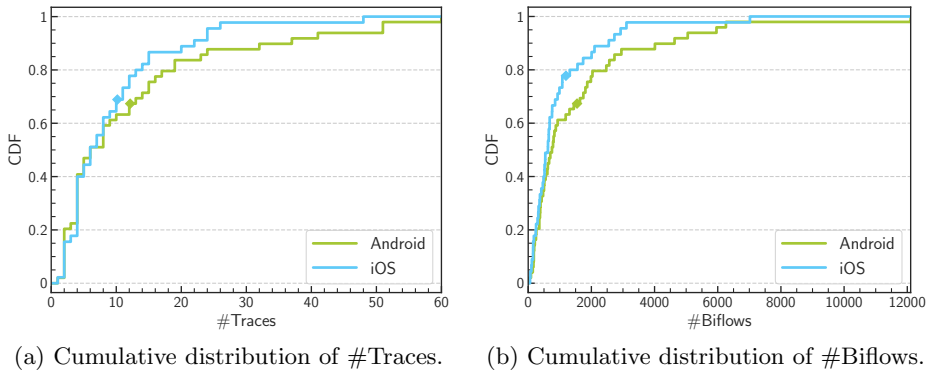 1
0.8
0.6
0.4
0.2
0
CDF
0
10
20
30
40
50
60
#Traces
Android
iOS
1
0.8
0.6
0.4
0.2
0
CDF
0
2000
4000
6000
8000
10000
12000
#Biflows
Android
iOS
(a) Cumulative distribution of #Traces.
(b) Cumulative distribution of #Biflows.